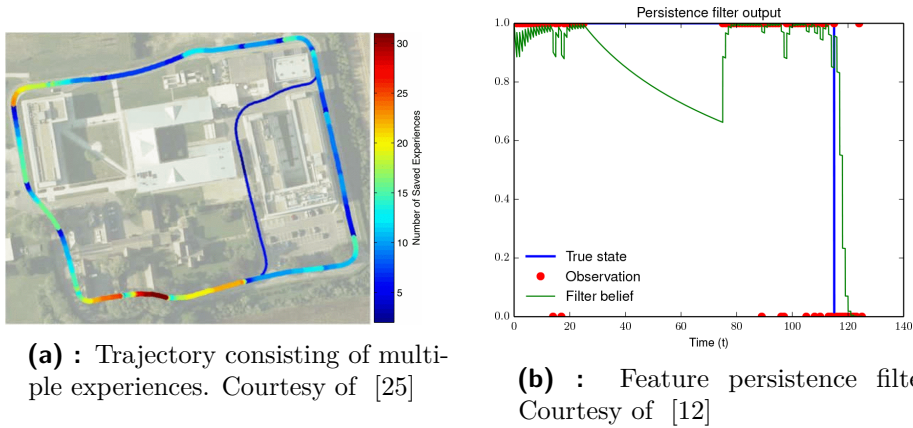 30
25
20
15
10
5
Number of Saved Experiences
(a) : Trajectory consisting of multi-
ple experiences. Courtesy of [25]
Persistence filter output
1.0
0.8
0.6
0.4
0.2
0.0
True state
Observation
Filter belief
0 20 40 60 80 100 120 140
Time (t)
(b) : Feature persistence filte
Courtesy of [12]